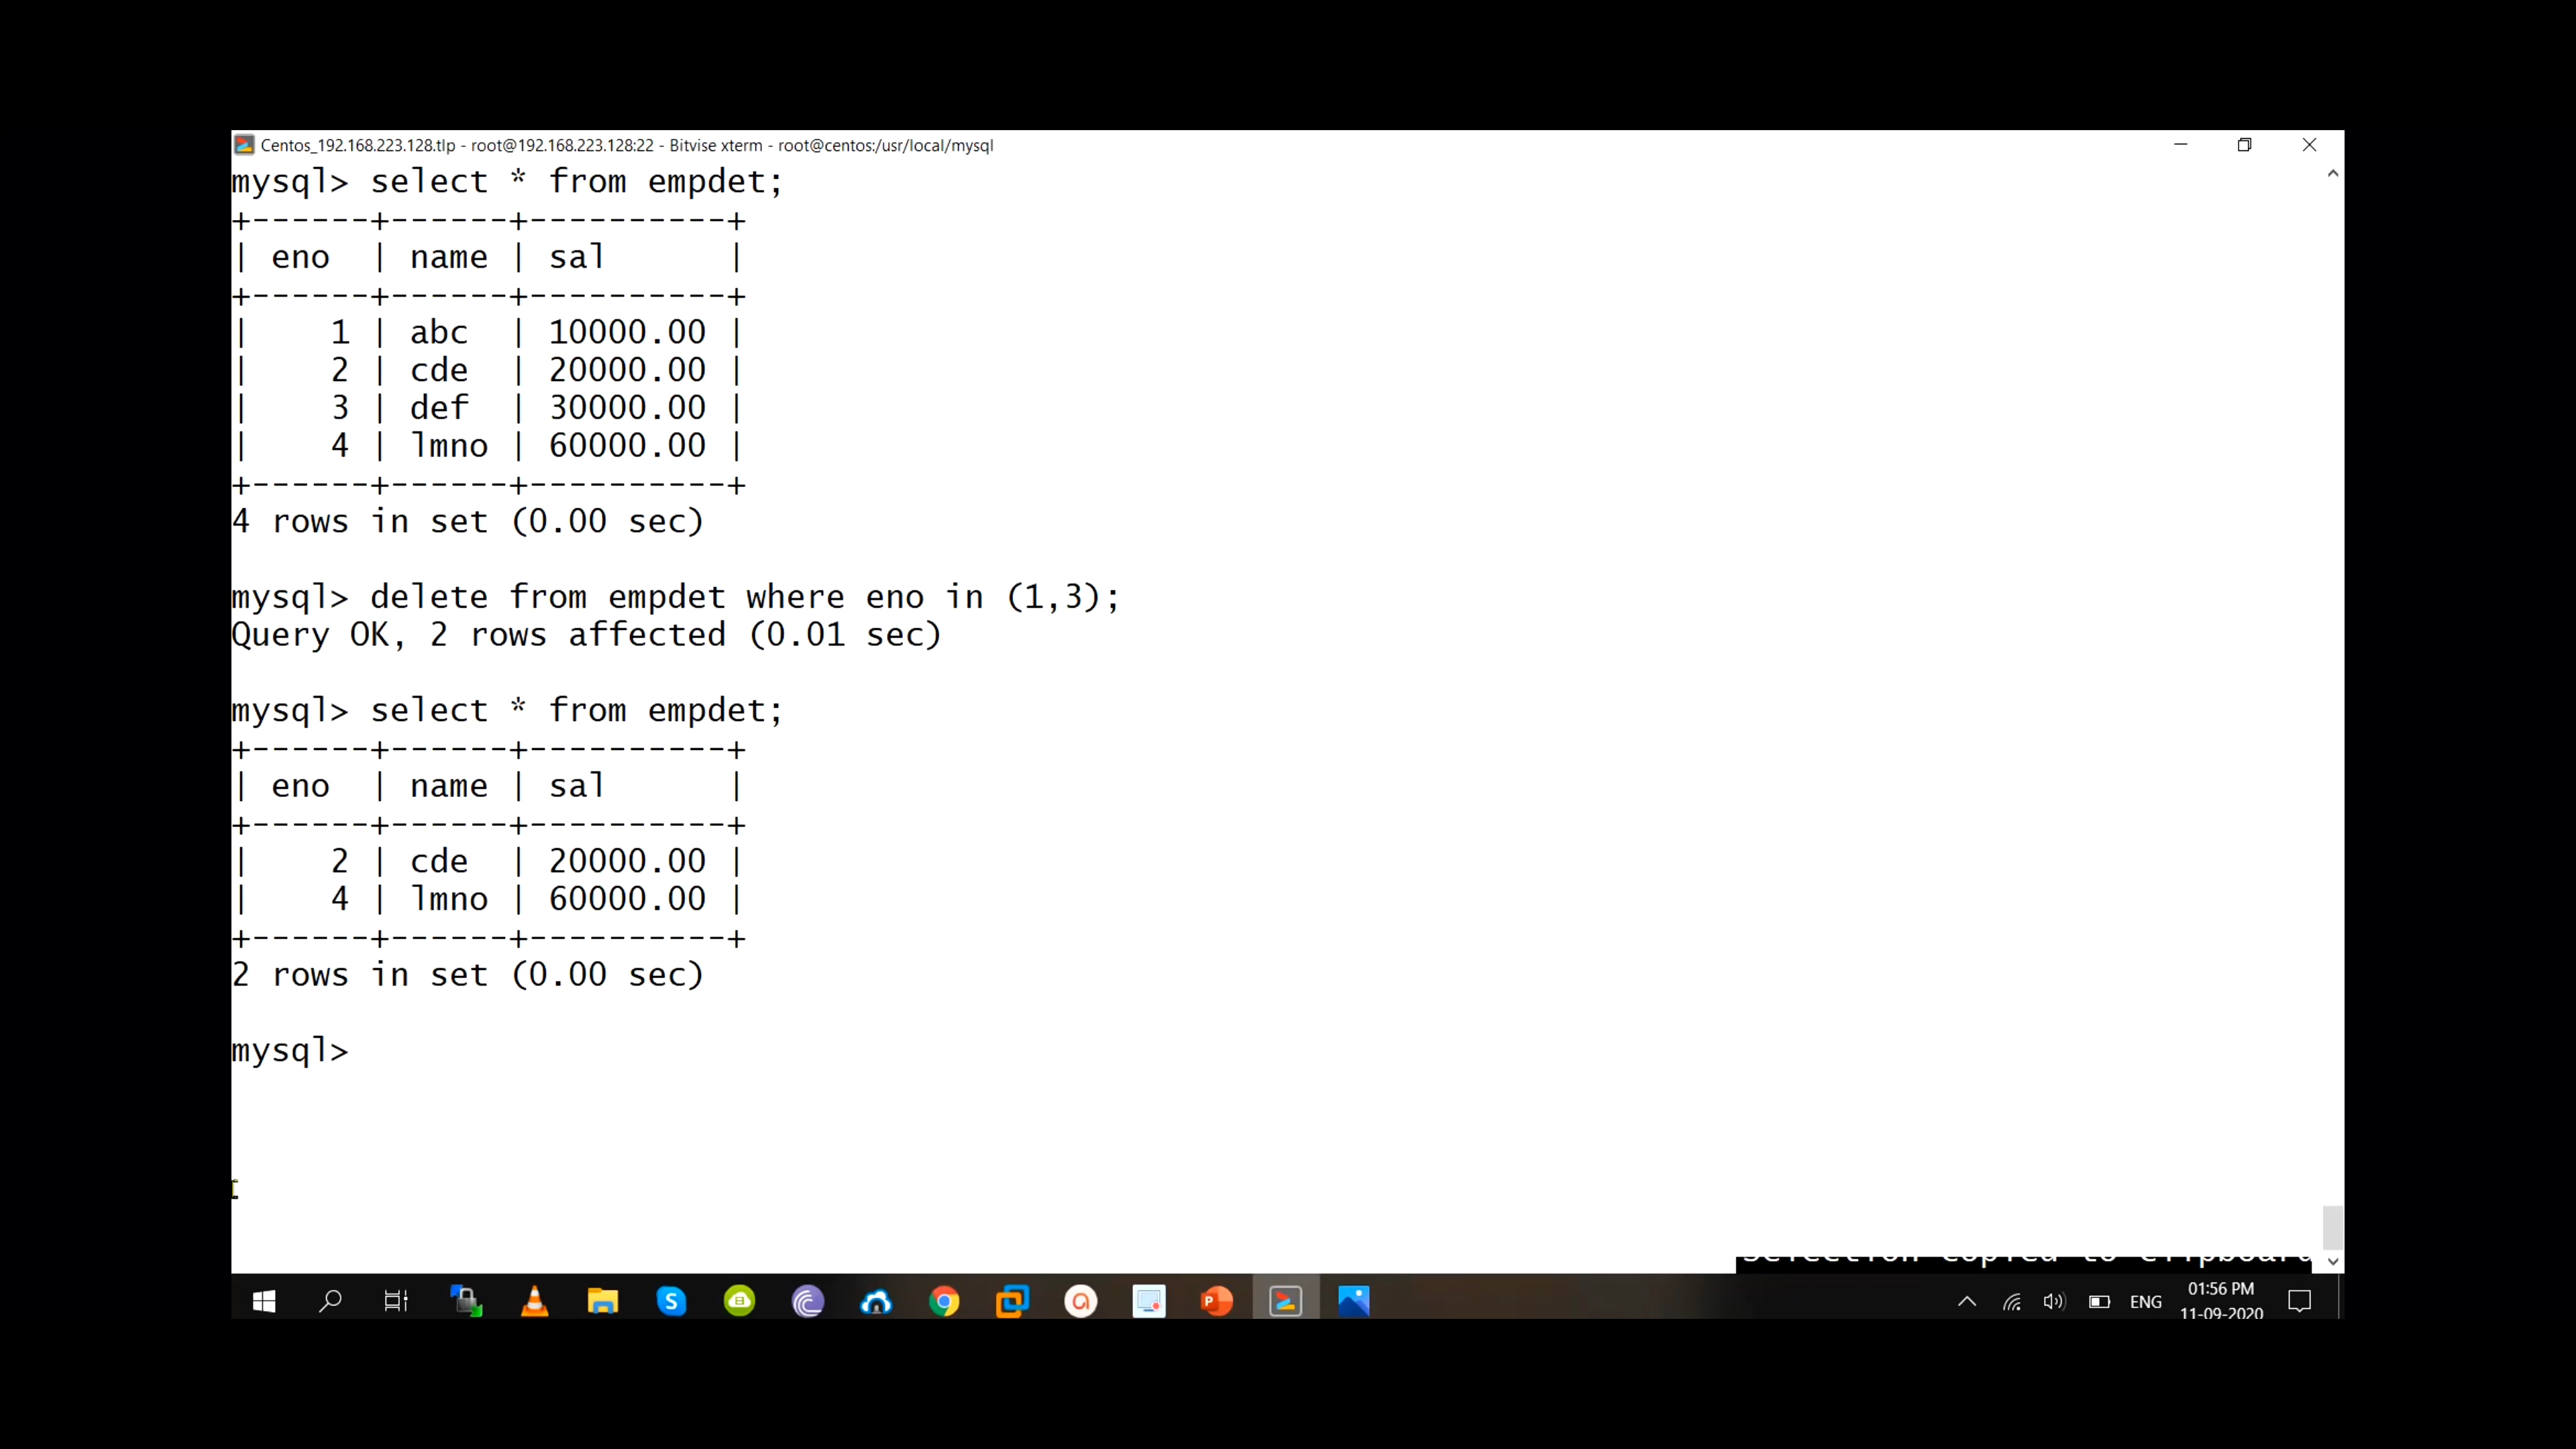 Centos_192.168.223.128.tlp - root@192.168.223.128:22 - Bitvise xterm - root@centos:/usr/local/mysql
mysql> select * from empdet;
+------+------+----------+
| eno  | name | sal      |
+------+------+----------+
|    1 | abc  | 10000.00 |
|    2 | cde  | 20000.00 |
|    3 | def  | 30000.00 |
|    4 | lmno | 60000.00 |
+------+------+----------+
4 rows in set (0.00 sec)
mysql> delete from empdet where eno in (1,3);
Query OK, 2 rows affected (0.01 sec)
mysql> select * from empdet;
+------+------+----------+
| eno  | name | sal      |
+------+------+----------+
|    2 | cde  | 20000.00 |
|    4 | lmno | 60000.00 |
+------+------+----------+
2 rows in set (0.00 sec)
mysql>
Selection copied to clipboard
ENG
01:56 PM
11-09-2020